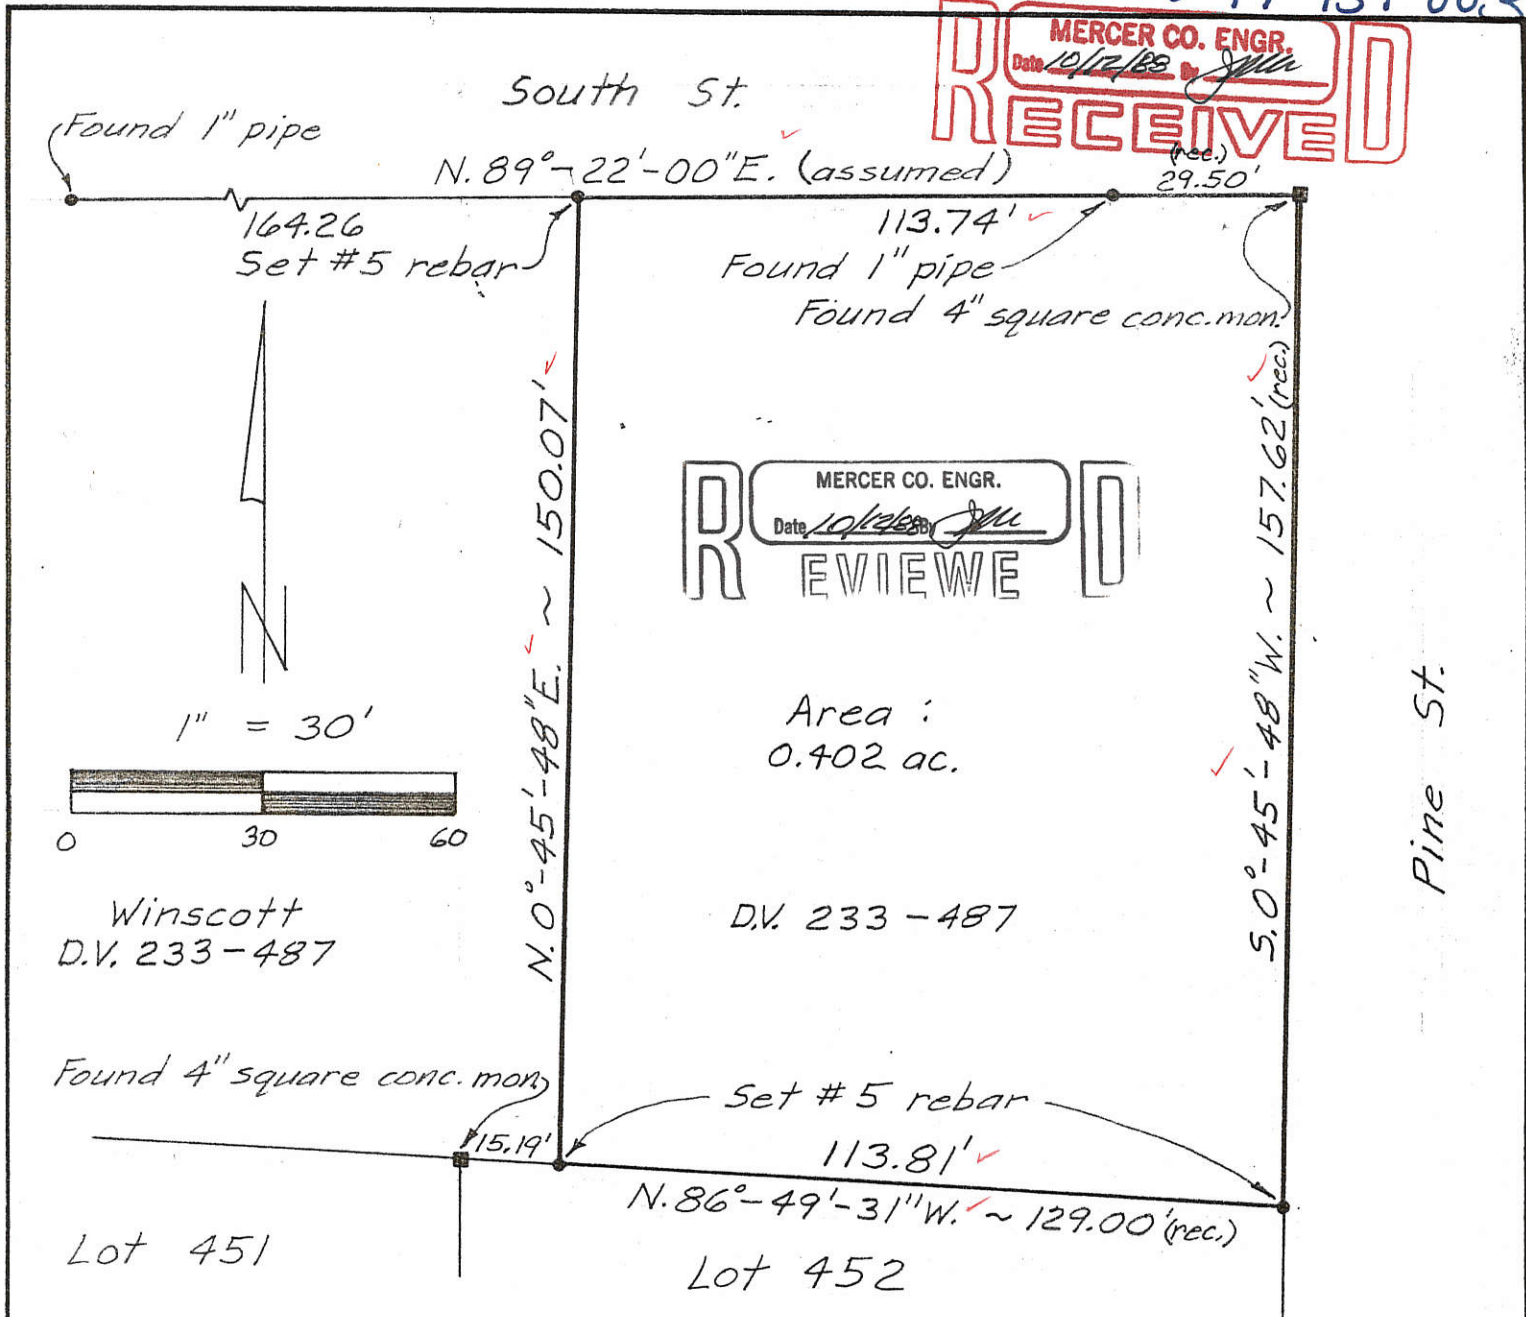 MERCER CO. ENGR.
Date 10/12/88 By
RECEIVED
South St.
Found 1" pipe
N. 89°-22'-00"E. (assumed)
(rec.)
29.50'
164.26
113.74'
Set #5 rebar
Found 1" pipe
Found 4" square conc. mon.
N. 0°-45'-48"E. ~ 150.07'
S. 0°-45'-48"W. ~ 157.62' (rec.)
MERCER CO. ENGR.
Date 10/12/88 By
REVIEWED
N
1" = 30'
0 30 60
Area :
0.402 ac.
Pine St.
Winscott
D.V. 233-487
D.V. 233-487
Found 4" square conc. mon.
Set #5 rebar
15.19'
113.81'
N. 86°-49'-31"W. ~ 129.00' (rec.)
Lot 451
Lot 452